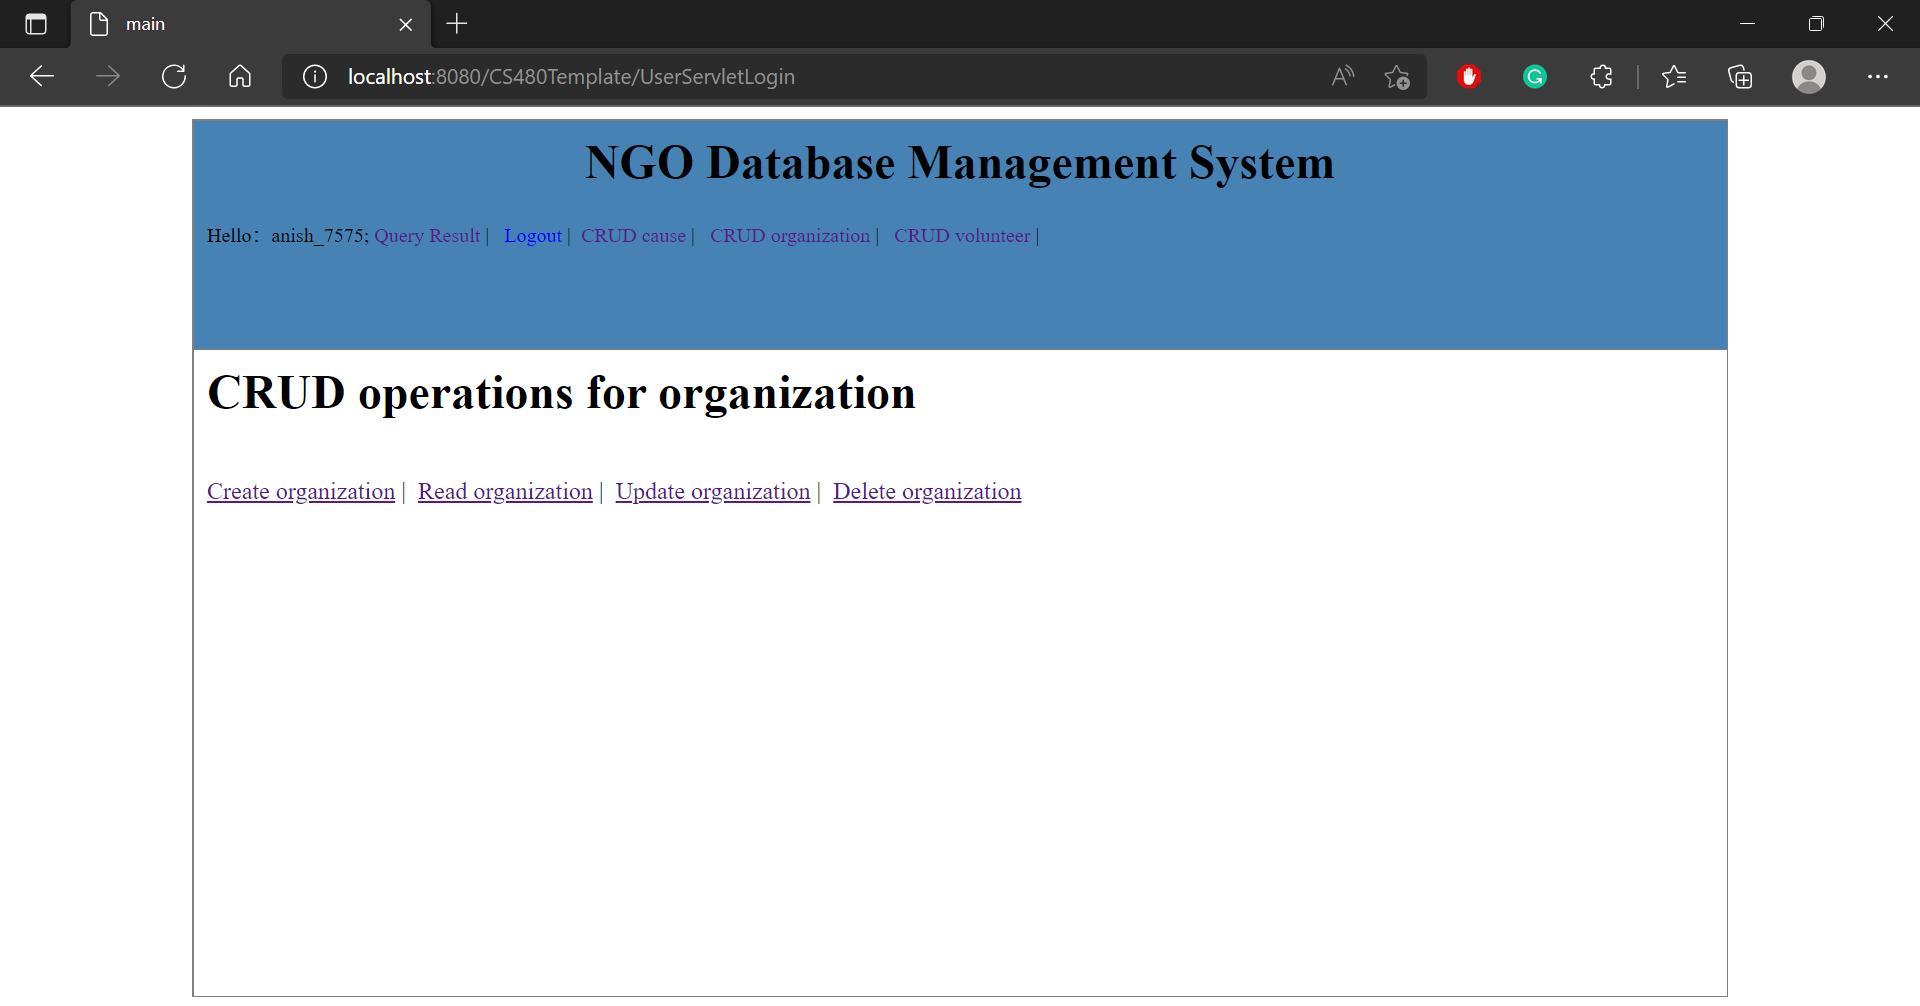 main
localhost:8080/CS480Template/UserServletLogin
NGO Database Management System
Hello： anish_7575; Query Result | Logout | CRUD cause | CRUD organization | CRUD volunteer |
CRUD operations for organization
Create organization | Read organization | Update organization | Delete organization